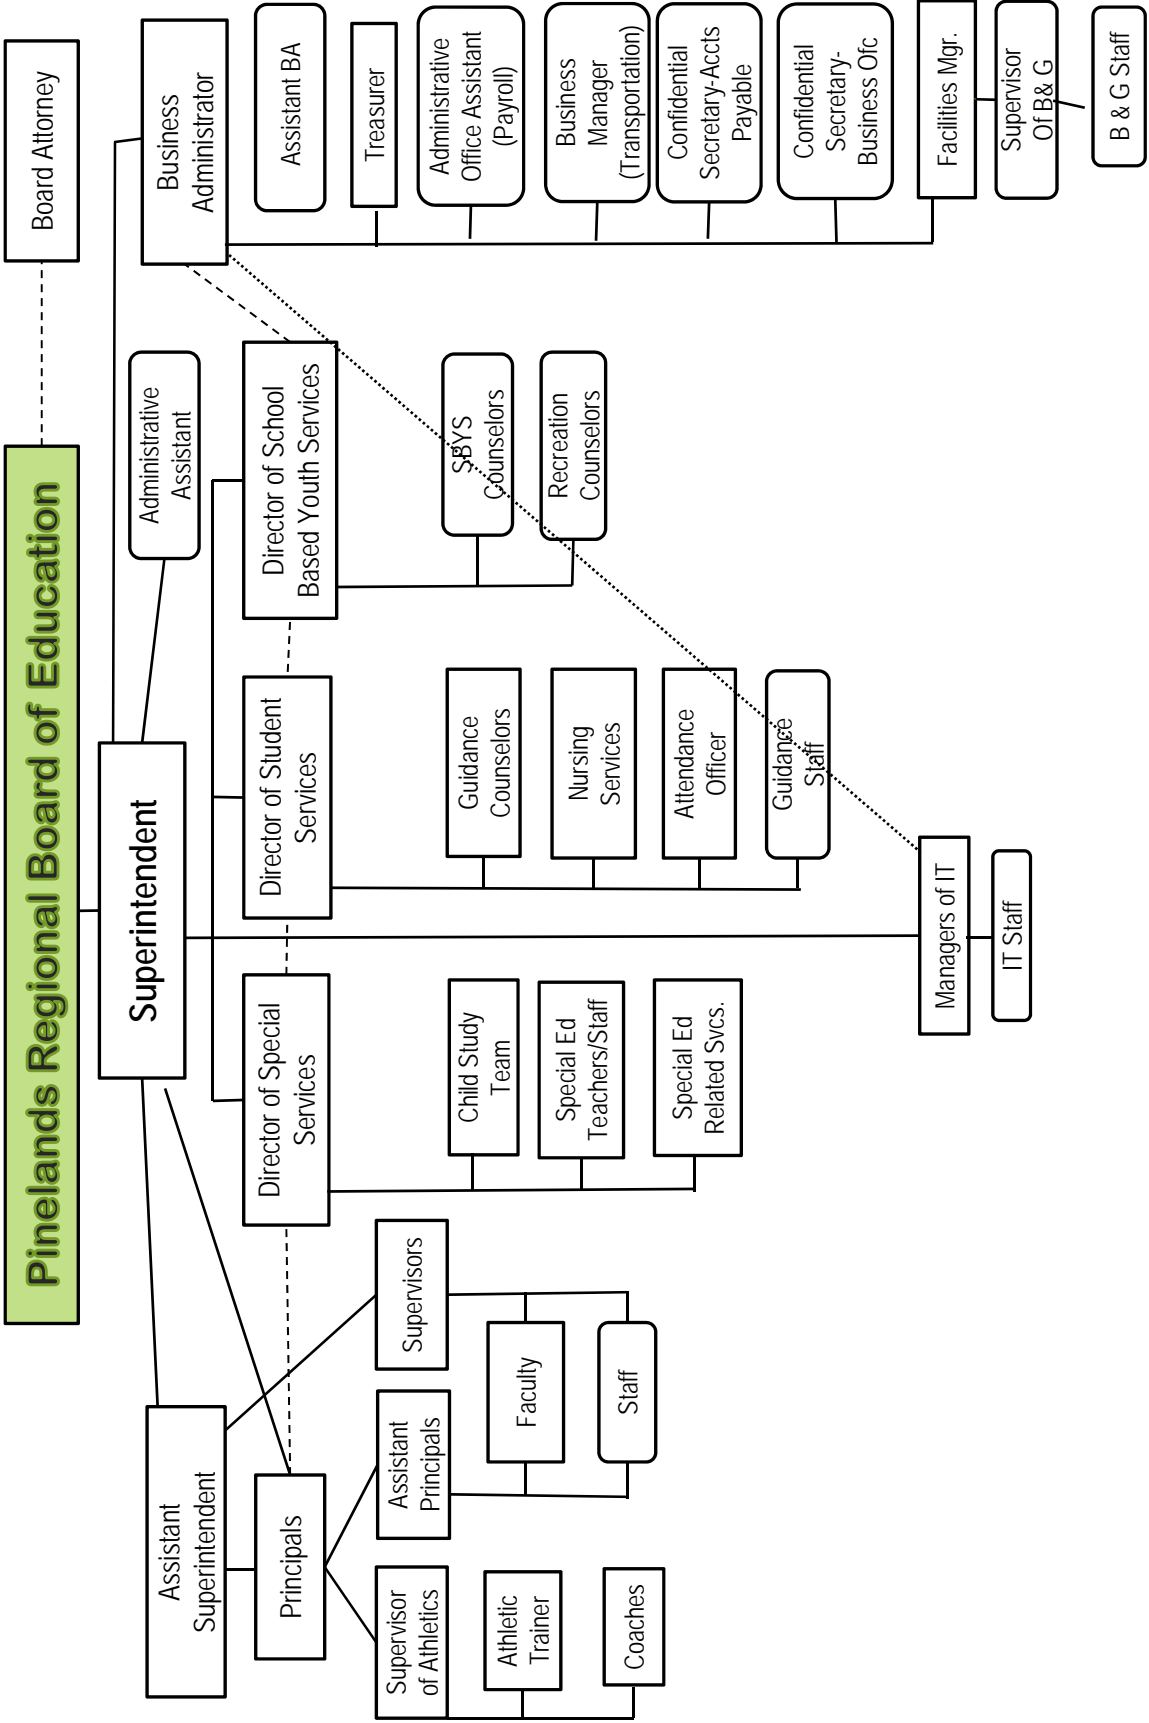 Pinelands Regional Board of Education
Board Attorney
Superintendent
Administrative
Assistant
Business
Administrator
Assistant
Superintendent
Principals
Supervisor
of Athletics
Athletic
Trainer
Coaches
Assistant
Principals
Supervisors
Faculty
Staff
Director of Special
Services
Child Study
Team
Special Ed
Teachers/Staff
Special Ed
Related Svcs.
Director of Student
Services
Guidance
Counselors
Nursing
Services
Attendance
Officer
Guidance
Staff
Director of School
Based Youth Services
SBYS
Counselors
Recreation
Counselors
Managers of IT
IT Staff
Assistant BA
Treasurer
Administrative
Office Assistant
(Payroll)
Business
Manager
(Transportation)
Confidential
Secretary-Accts
Payable
Confidential
Secretary-
Business Ofc
Facilities Mgr.
Supervisor
Of B& G
B & G Staff